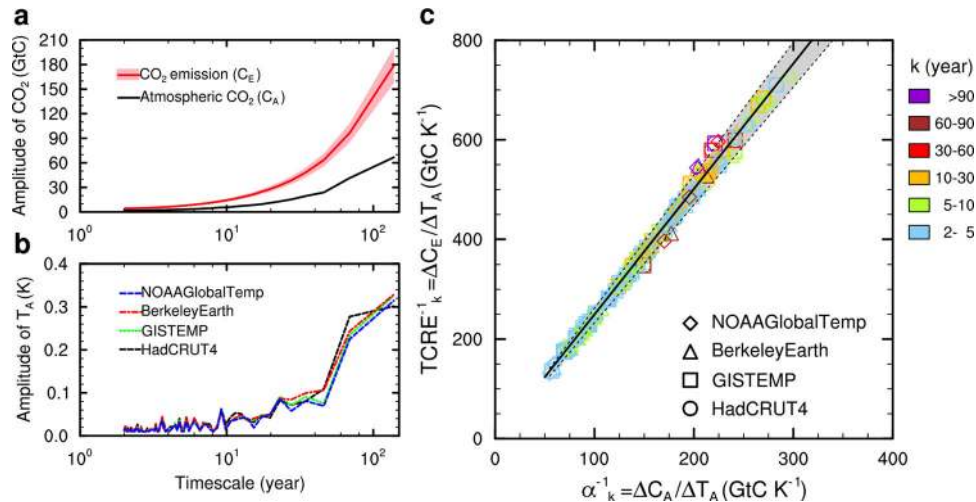 a
Amplitude of CO2 (GtC)
210
180
150
120
90
60
30
0
CO2 emission (CE)
Atmospheric CO2 (CA)
10^0
10^1
10^2
b
Amplitude of TA (K)
0.4
0.3
0.2
0.1
0.0
NOAAGlobalTemp
BerkeleyEarth
GISTEMP
HadCRUT4
10^0
10^1
10^2
Timescale (year)
c
TCRE^-1_k =ΔCE/ΔTA (GtC K^-1)
800
600
400
200
0
NOAAGlobalTemp
BerkeleyEarth
GISTEMP
HadCRUT4
0
100
200
300
400
α^-1_k =ΔCA/ΔTA (GtC K^-1)
k (year)
>90
60-90
30-60
10-30
5-10
2- 5